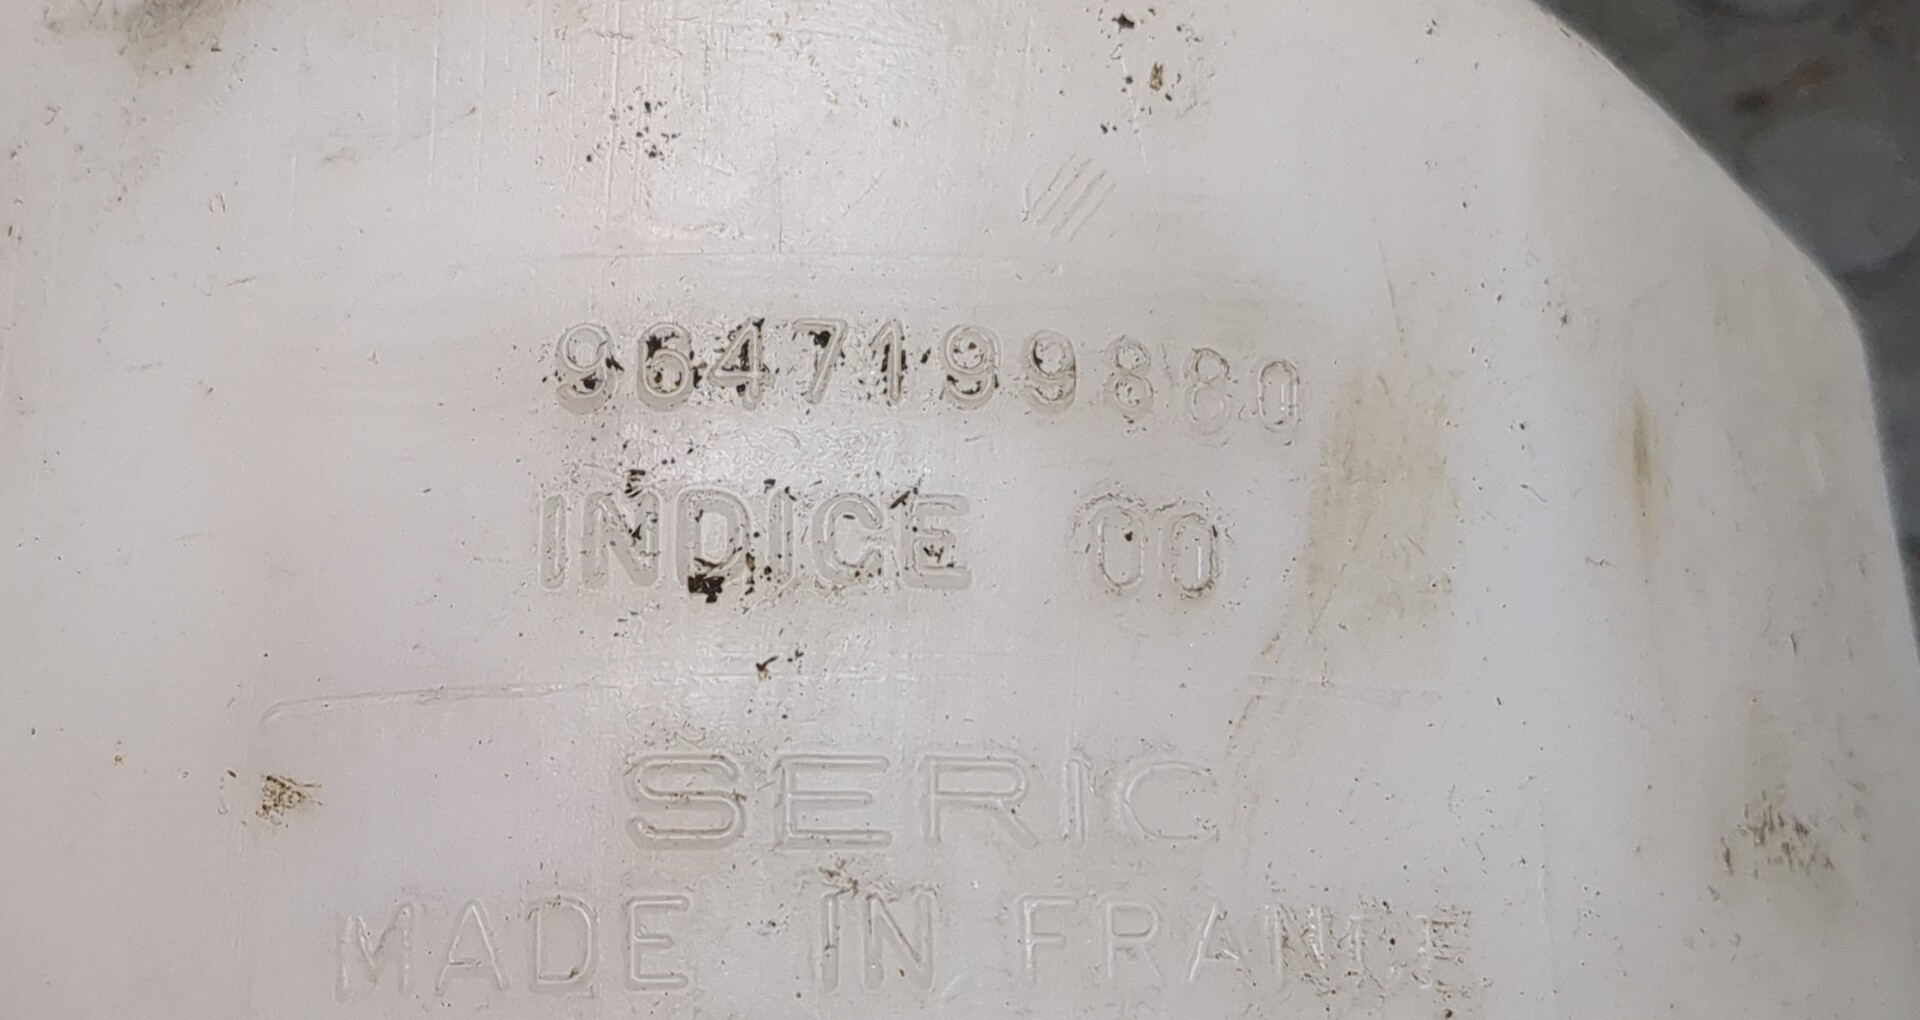 9647199880
INDICE 00
SERIC
MADE IN FRANCE